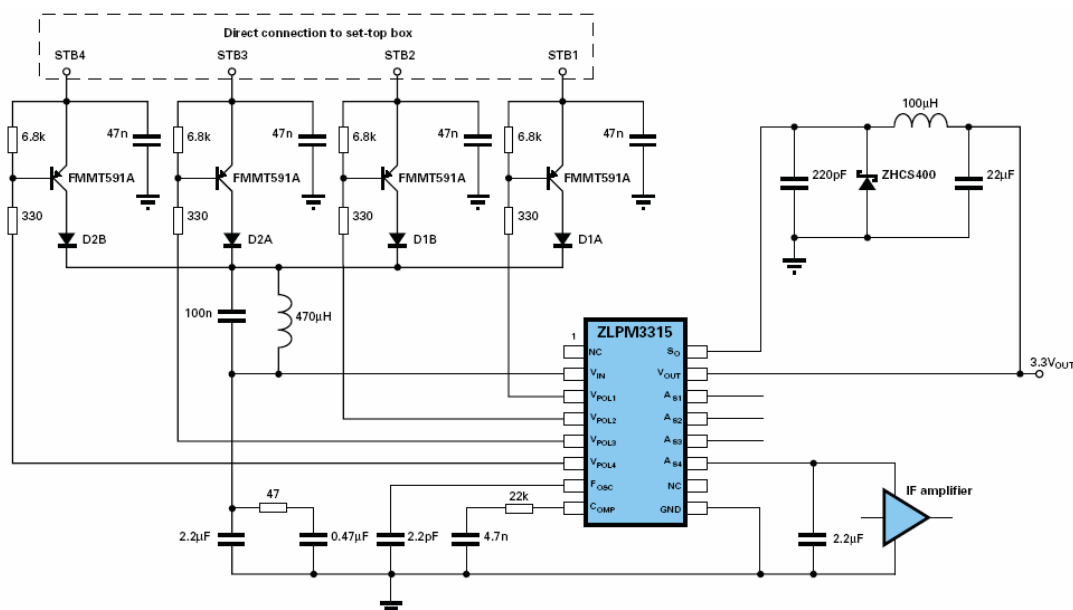 Direct connection to set-top box
STB4 STB3 STB2 STB1
6.8k 47n 6.8k 47n 6.8k 47n 6.8k 47n
FMMT591A FMMT591A FMMT591A FMMT591A
330 330 330 330
D2B D2A D1B D1A
100µH
220pF ZHCS400 22µF
100n 470µH
ZLPM3315
1
NC SO
VIN VOUT 3.3VOUT
VPOL1 AS1
VPOL2 AS2
VPOL3 AS3
VPOL4 AS4
FOSC NC
COMP GND
IF amplifier
47 22k
2.2µF 0.47µF 2.2pF 4.7n 2.2µF